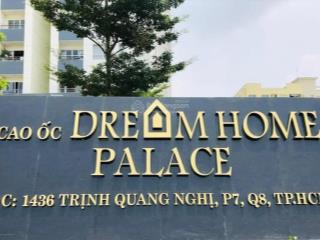 CAO ỐC DREAM HOME
PALACE
C: 1436 TRỊNH QUANG NGHỊ, P7, Q8, TP.HC